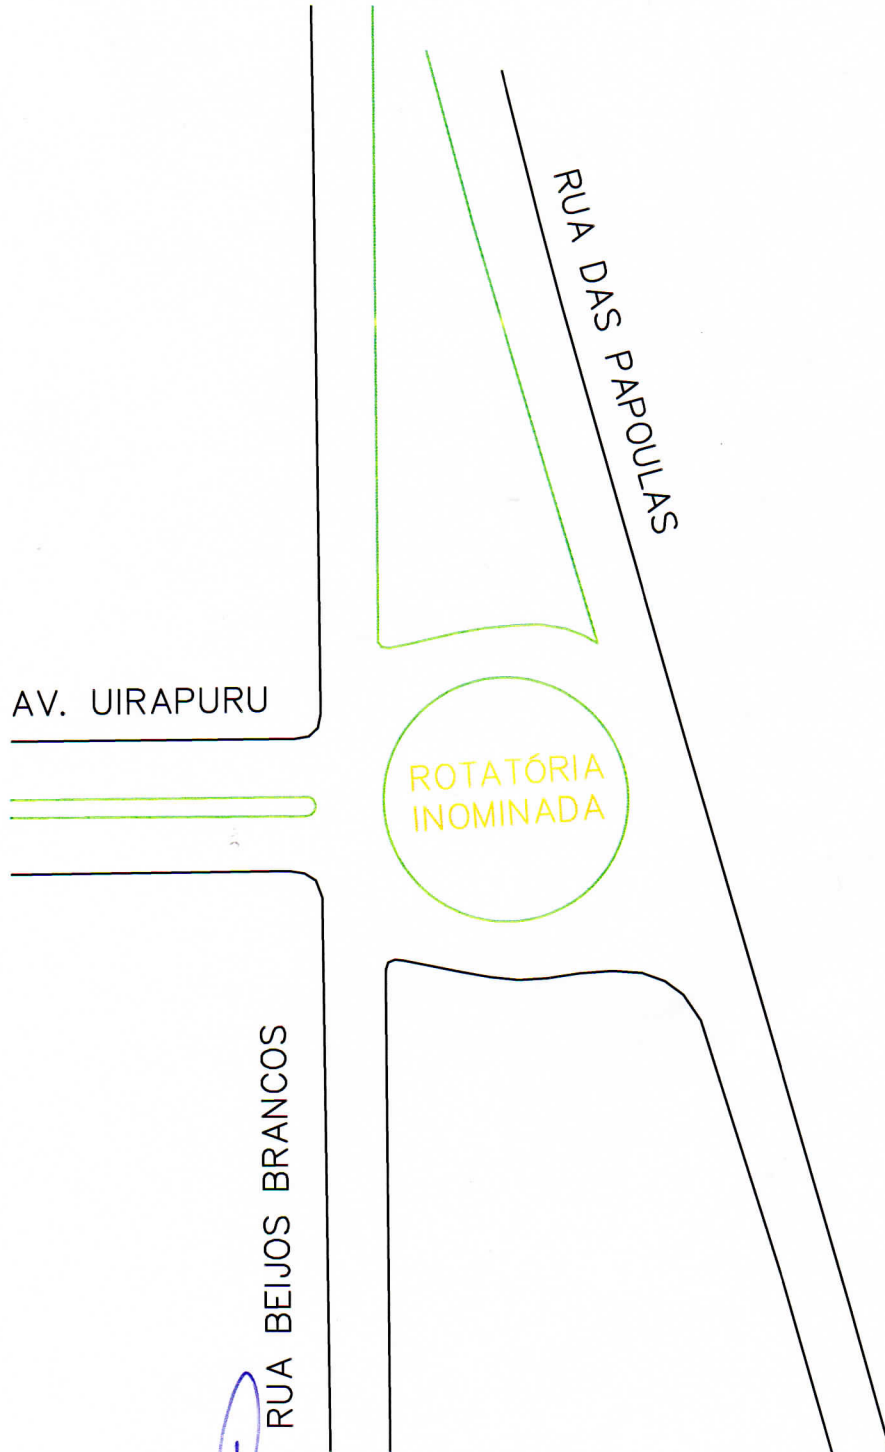 RUA DAS PAPOULAS
AV. UIRAPURU
ROTATÓRIA
INOMINADA
RUA BEIJOS BRANCOS